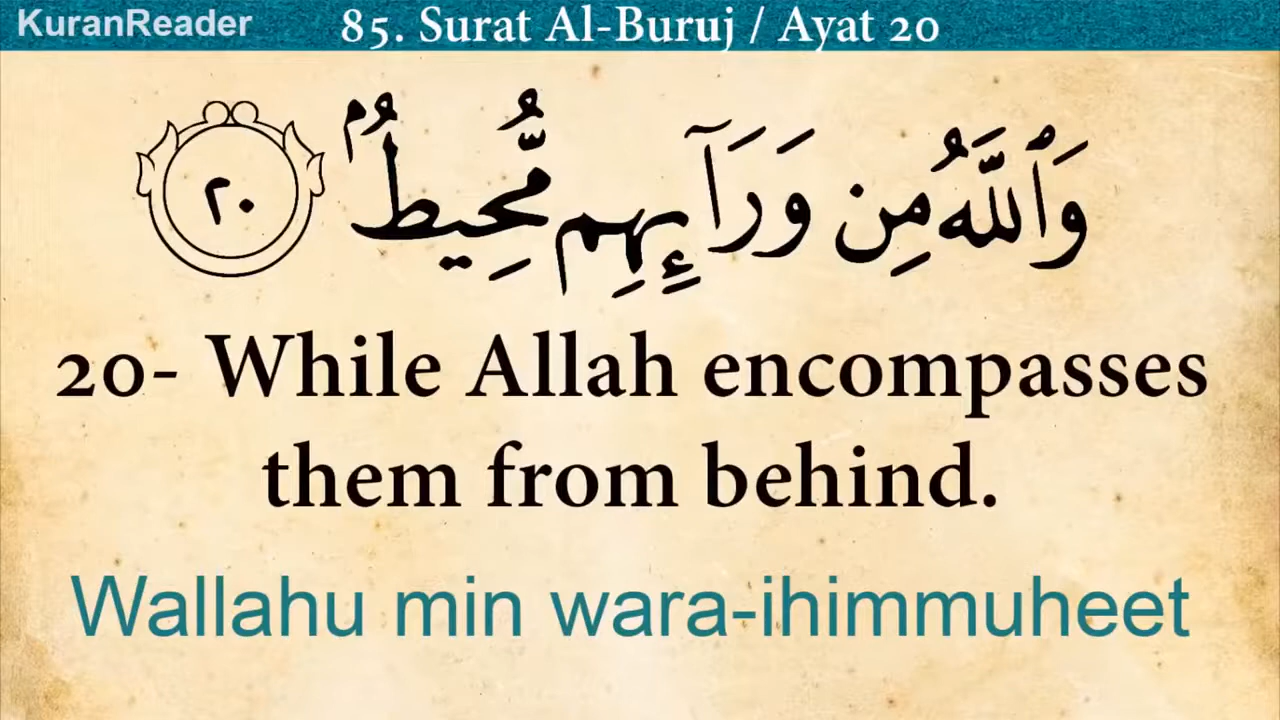 KuranReader
85. Surat Al-Buruj / Ayat 20
وَٱللَّهُ مِن وَرَآئِهِم مُّحِيطُۢ ٢٠
20- While Allah encompasses
them from behind.
Wallahu min wara-ihimmuheet